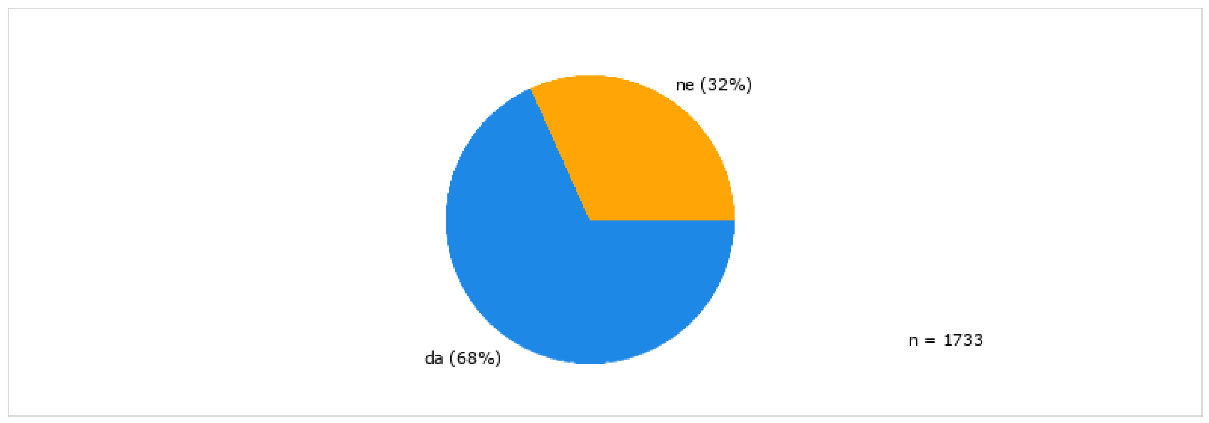 ne (32%)
n = 1733
da (68%)